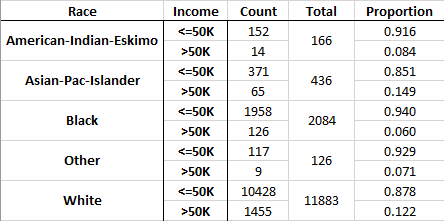 Race Income Count Total Proportion
American-Indian-Eskimo <=50K 152 166 0.916
>50K 14 0.084
Asian-Pac-Islander <=50K 371 436 0.851
>50K 65 0.149
Black <=50K 1958 2084 0.940
>50K 126 0.060
Other <=50K 117 126 0.929
>50K 9 0.071
White <=50K 10428 11883 0.878
>50K 1455 0.122